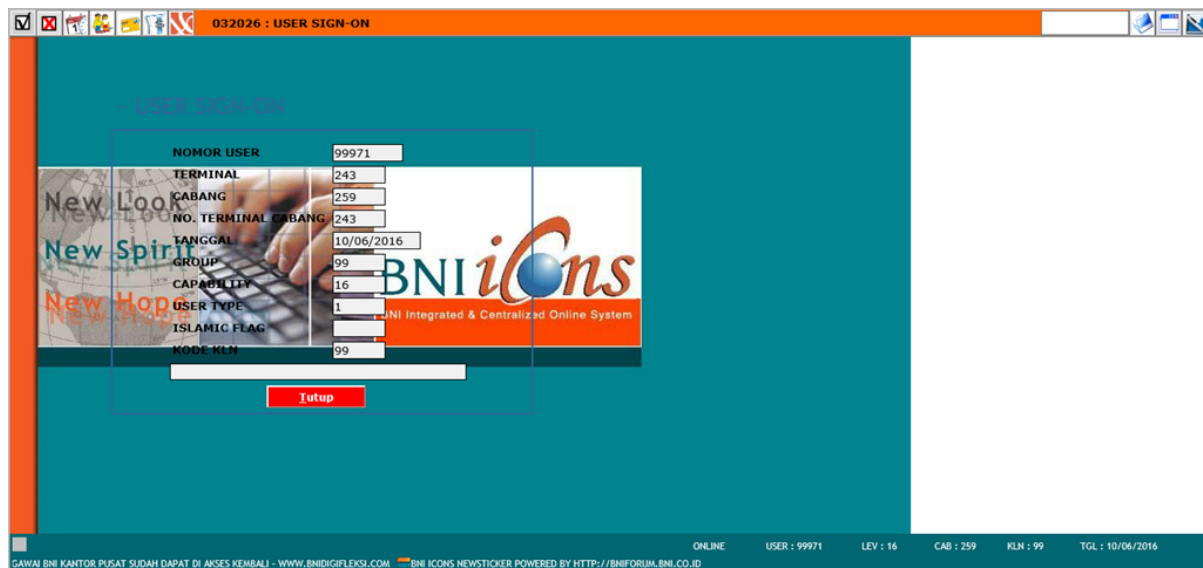 032026 : USER SIGN-ON
- USER SIGN-ON
NOMOR USER 99971
TERMINAL 243
CABANG 259
NO. TERMINAL CABANG 243
TANGGAL 10/06/2016
GROUP 99
CAPABILITY 16
USER TYPE 1
ISLAMIC FLAG
KODE KLN 99
Tutup
New Look
New Spirit
New Hope
BNI iCons
BNI Integrated & Centralized Online System
ONLINE USER : 99971 LEV : 16 CAB : 259 KLN : 99 TGL : 10/06/2016
GAWAI BNI KANTOR PUSAT SUDAH DAPAT DI AKSES KEMBALI - WWW.BNIDIGIFLEKSI.COM BNI ICONS NEWSTICKER POWERED BY HTTP://BNIFORUM.BNI.CO.ID